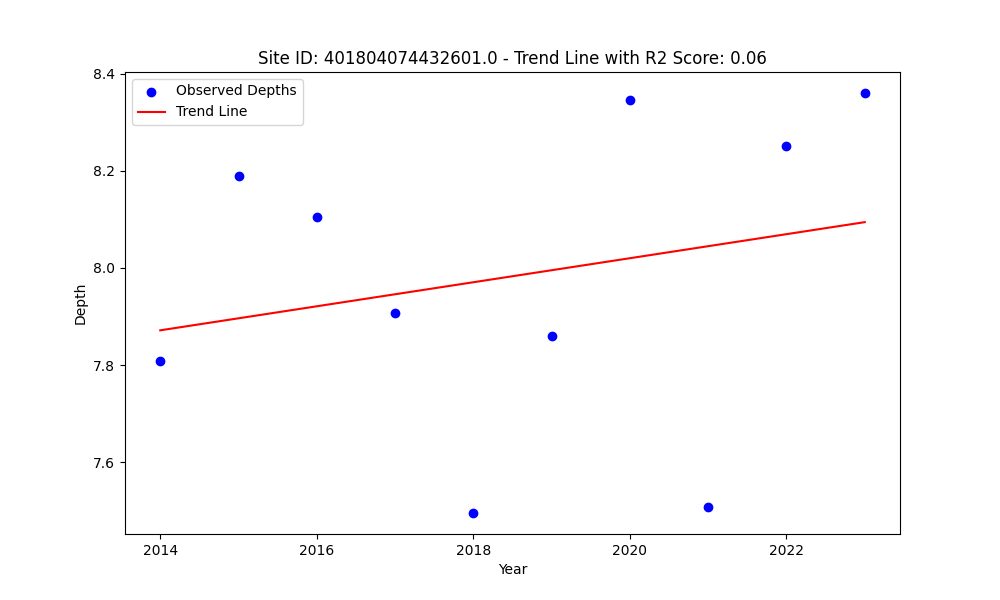 Site ID: 401804074432601.0 - Trend Line with R2 Score: 0.06
Observed Depths
Trend Line
8.4
8.2
8.0
7.8
7.6
Depth
2014
2016
2018
2020
2022
Year